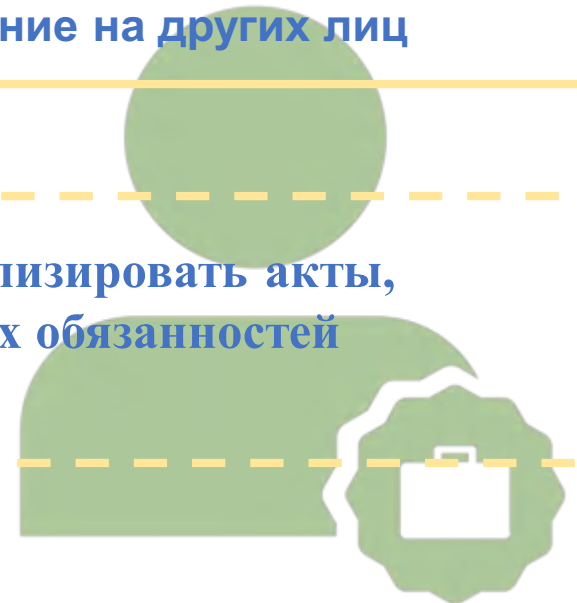 ние на других лиц
лизировать акты,
х обязанностей